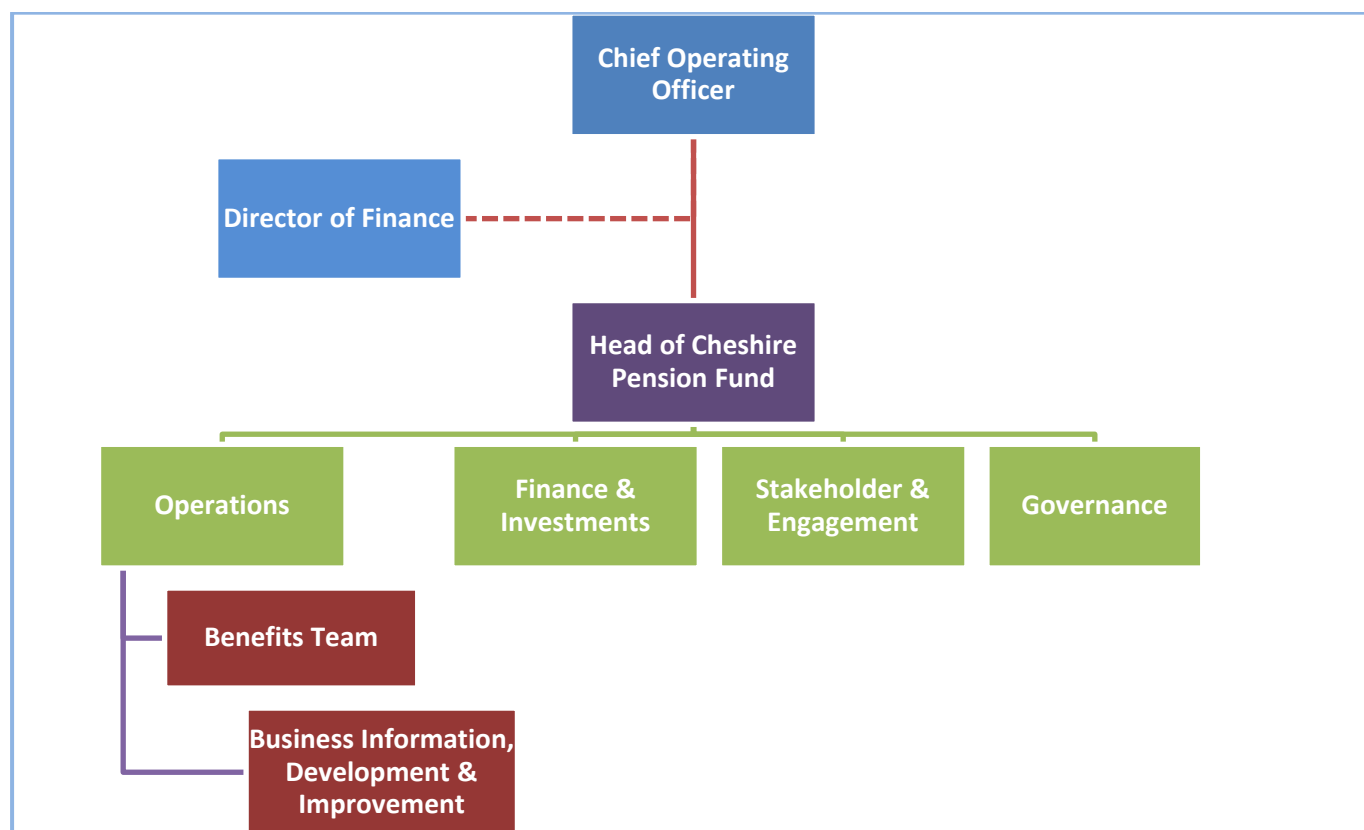 Chief Operating
Officer
Director of Finance
Head of Cheshire
Pension Fund
Operations
Finance &
Investments
Stakeholder &
Engagement
Governance
Benefits Team
Business Information,
Development &
Improvement